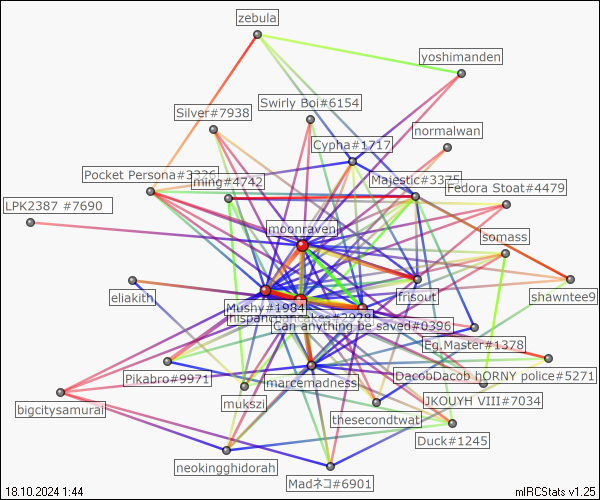 zebula
yoshimanden
Swirly Boi#6154
Silver#7938
normalwan
Cypha#1717
Pocket Persona#3326
ming#4742
Majestic#3375
Fedora Stoat#4479
LPK2387 #7690
moonraven
somass
eliakith
frisout
shawntee9
Mushy#1984
Can anything be saved#0396
Eg,Master#1378
Pikabro#9971
marcemadness
DacobDacob hORNY police#5271
mukszi
JKOUYH VIII#7034
bigcitysamurai
thesecondtwat
Duck#1245
neokingghidorah
Madネコ#6901
18.10.2024 1:44
mIRCStats v1.25